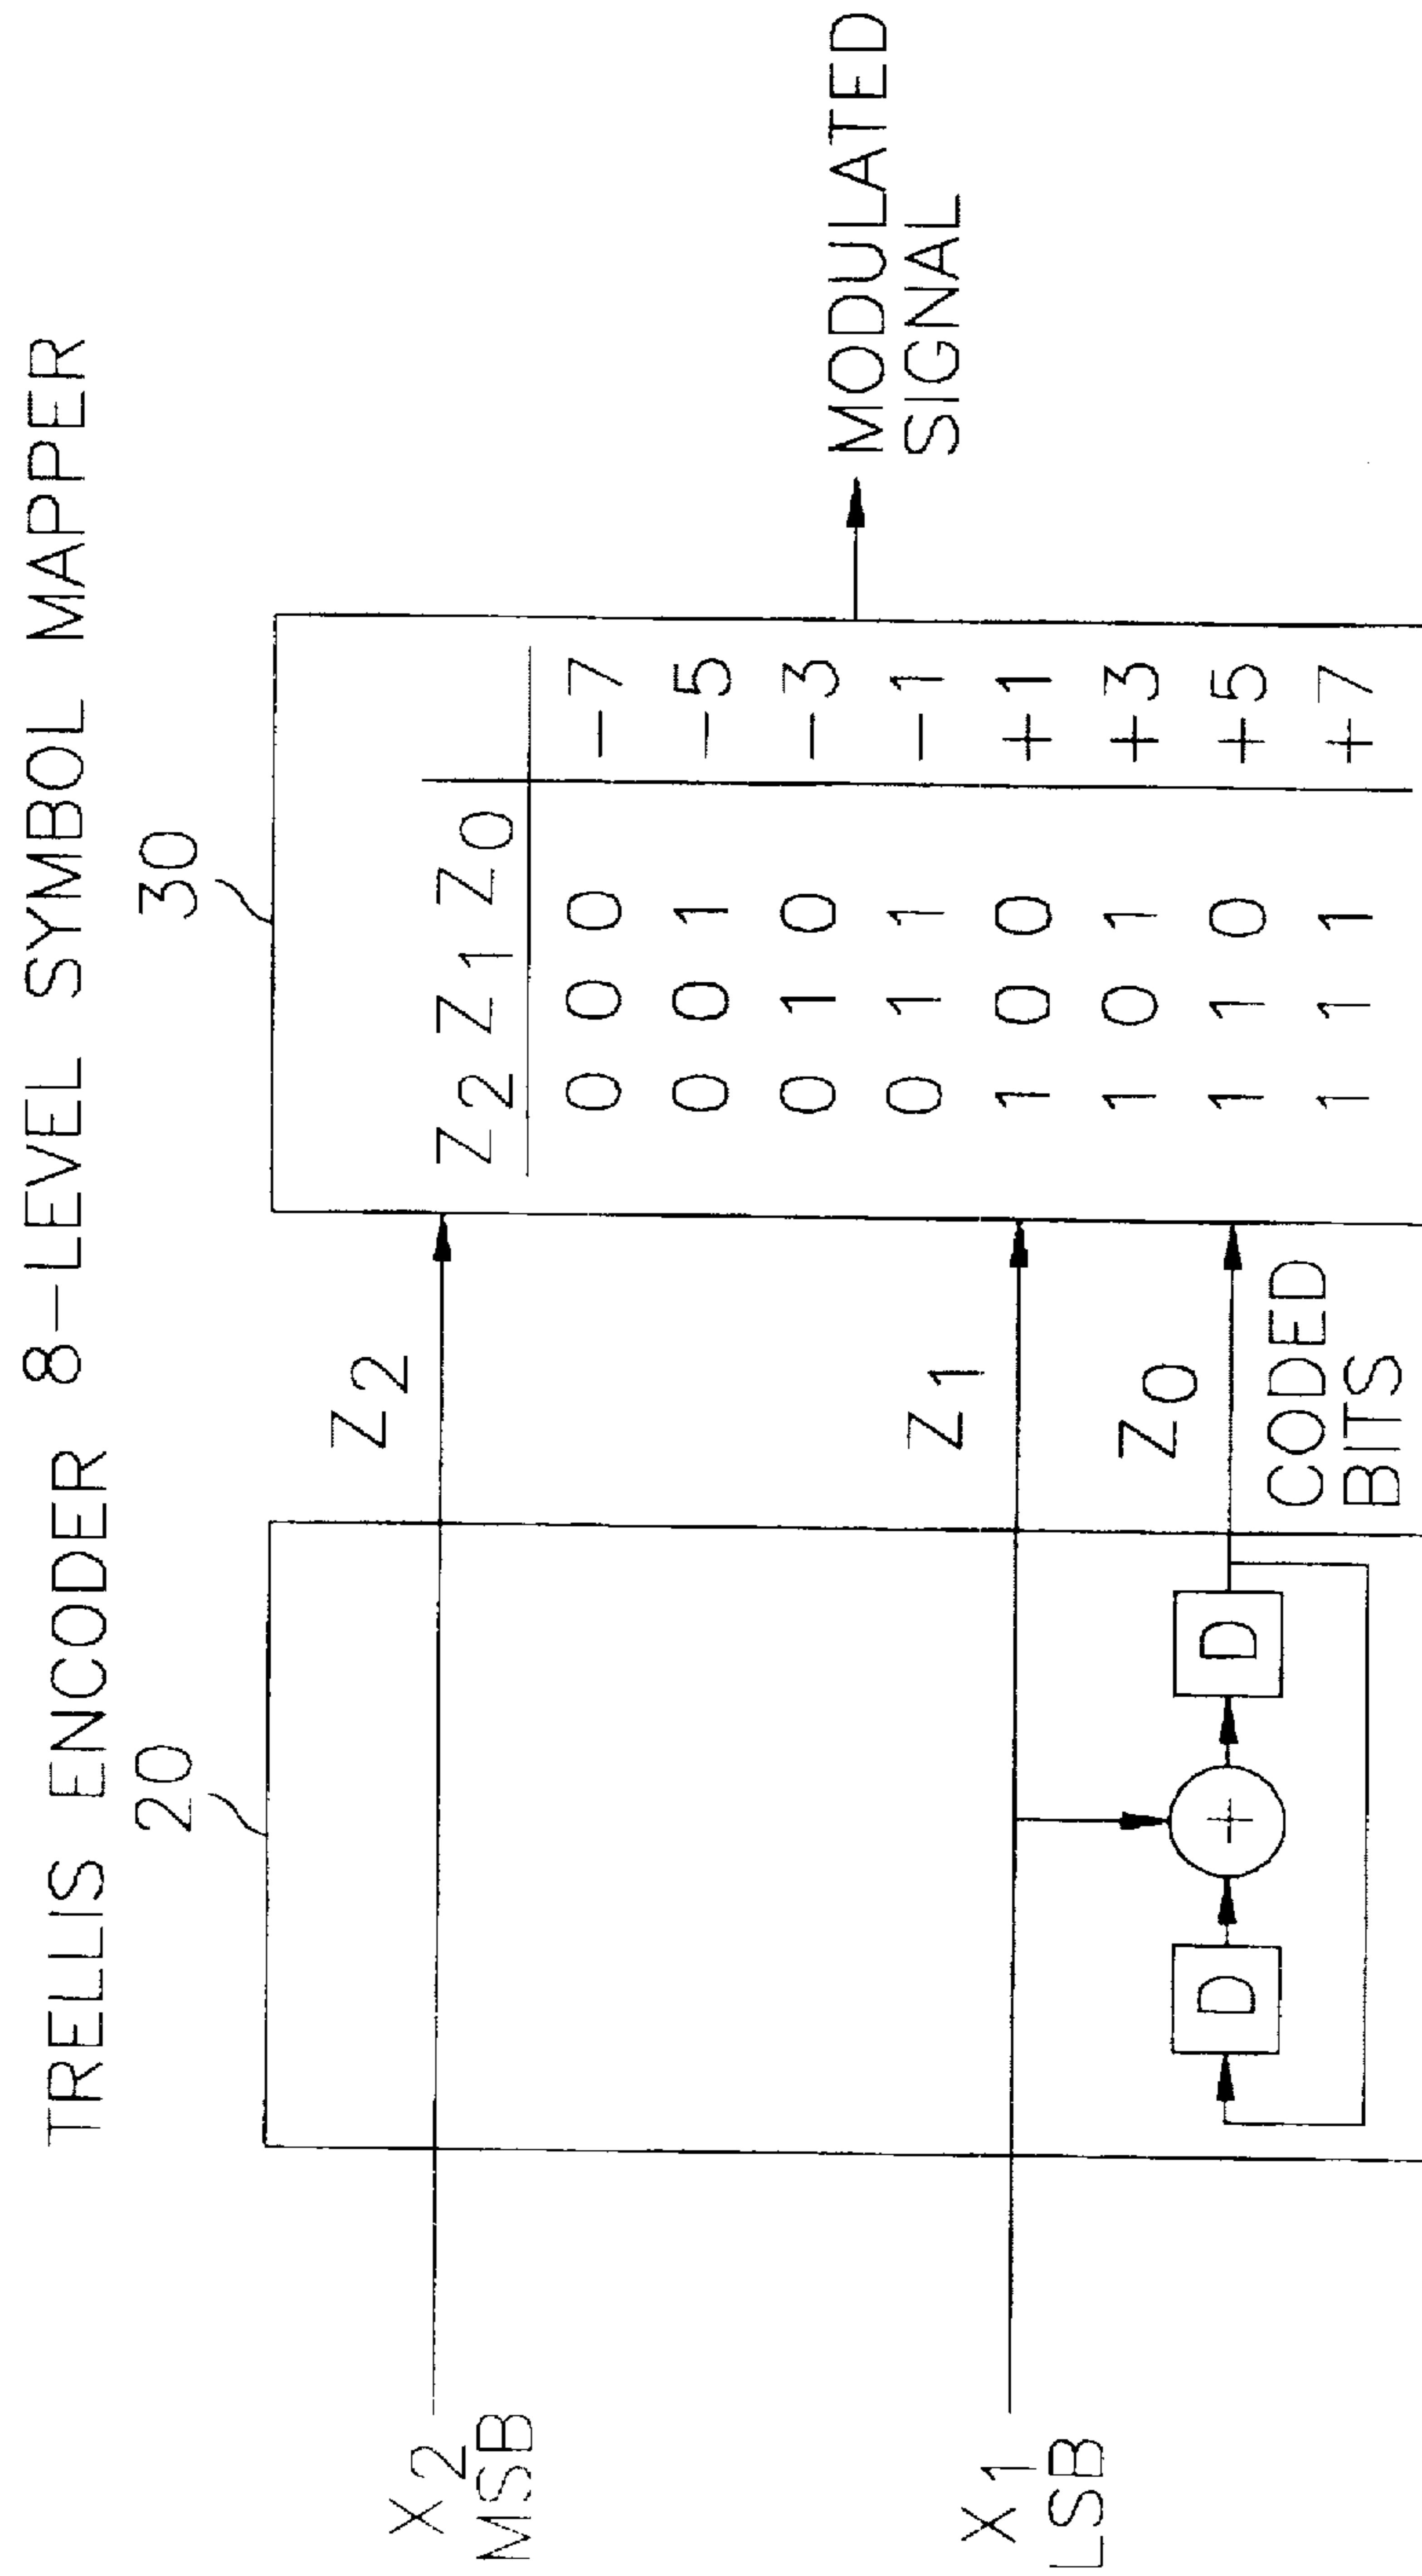 TRELLIS ENCODER
8-LEVEL SYMBOL MAPPER
20
30
X2
MSB
X1
LSB
D
+
D
Z2
Z1
Z0
CODED
BITS
Z2 Z1 Z0
0 0 0 -7
0 0 1 -5
0 1 0 -3
0 1 1 -1
1 0 0 +1
1 0 1 +3
1 1 0 +5
1 1 1 +7
MODULATED
SIGNAL